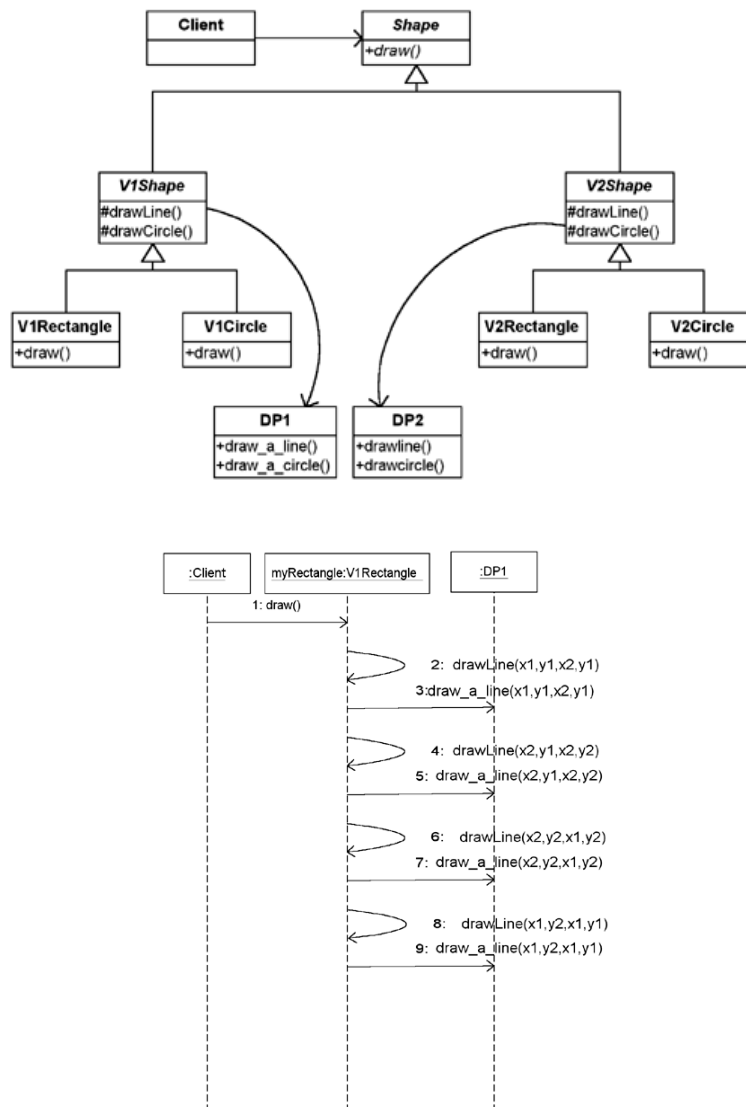 Client
Shape
+draw()
V1Shape
#drawLine()
#drawCircle()
V2Shape
#drawLine()
#drawCircle()
V1Rectangle
+draw()
V1Circle
+draw()
V2Rectangle
+draw()
V2Circle
+draw()
DP1
+draw_a_line()
+draw_a_circle()
DP2
+drawline()
+drawcircle()
:Client
myRectangle:V1Rectangle
:DP1
1: draw()
2: drawLine(x1,y1,x2,y1)
3:draw_a_line(x1,y1,x2,y1)
4: drawLine(x2,y1,x2,y2)
5: draw_a_line(x2,y1,x2,y2)
6: drawLine(x2,y2,x1,y2)
7: draw_a_line(x2,y2,x1,y2)
8: drawLine(x1,y2,x1,y1)
9: draw_a_line(x1,y2,x1,y1)